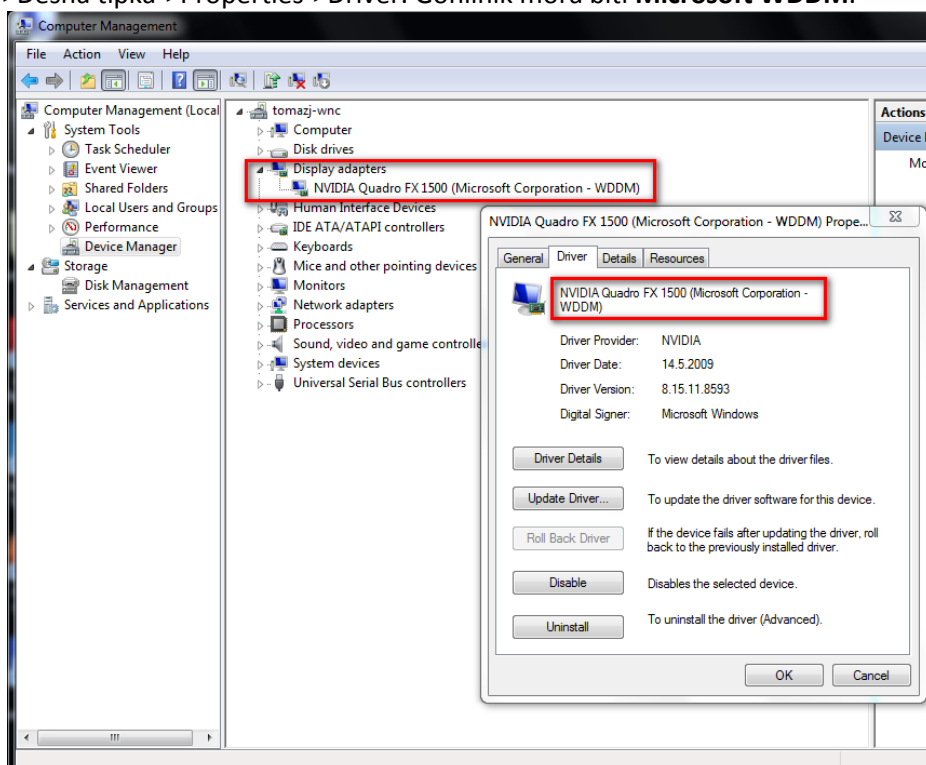 Desna tipka > Properties > Driver. Gonilnik mora biti Microsoft WDDM.
Computer Management
File Action View Help
Computer Management (Local
System Tools
Task Scheduler
Event Viewer
Shared Folders
Local Users and Groups
Performance
Device Manager
Storage
Disk Management
Services and Applications
tomazj-wnc
Computer
Disk drives
Display adapters
NVIDIA Quadro FX 1500 (Microsoft Corporation - WDDM)
Human Interface Devices
IDE ATA/ATAPI controllers
Keyboards
Mice and other pointing devices
Monitors
Network adapters
Processors
Sound, video and game controlle
System devices
Universal Serial Bus controllers
Actions
Device
Mo
NVIDIA Quadro FX 1500 (Microsoft Corporation - WDDM) Prope...
General Driver Details Resources
NVIDIA Quadro FX 1500 (Microsoft Corporation -
WDDM)
Driver Provider: NVIDIA
Driver Date: 14.5.2009
Driver Version: 8.15.11.8593
Digital Signer: Microsoft Windows
Driver Details To view details about the driver files.
Update Driver... To update the driver software for this device.
Roll Back Driver If the device fails after updating the driver, roll
back to the previously installed driver.
Disable Disables the selected device.
Uninstall To uninstall the driver (Advanced).
OK Cancel